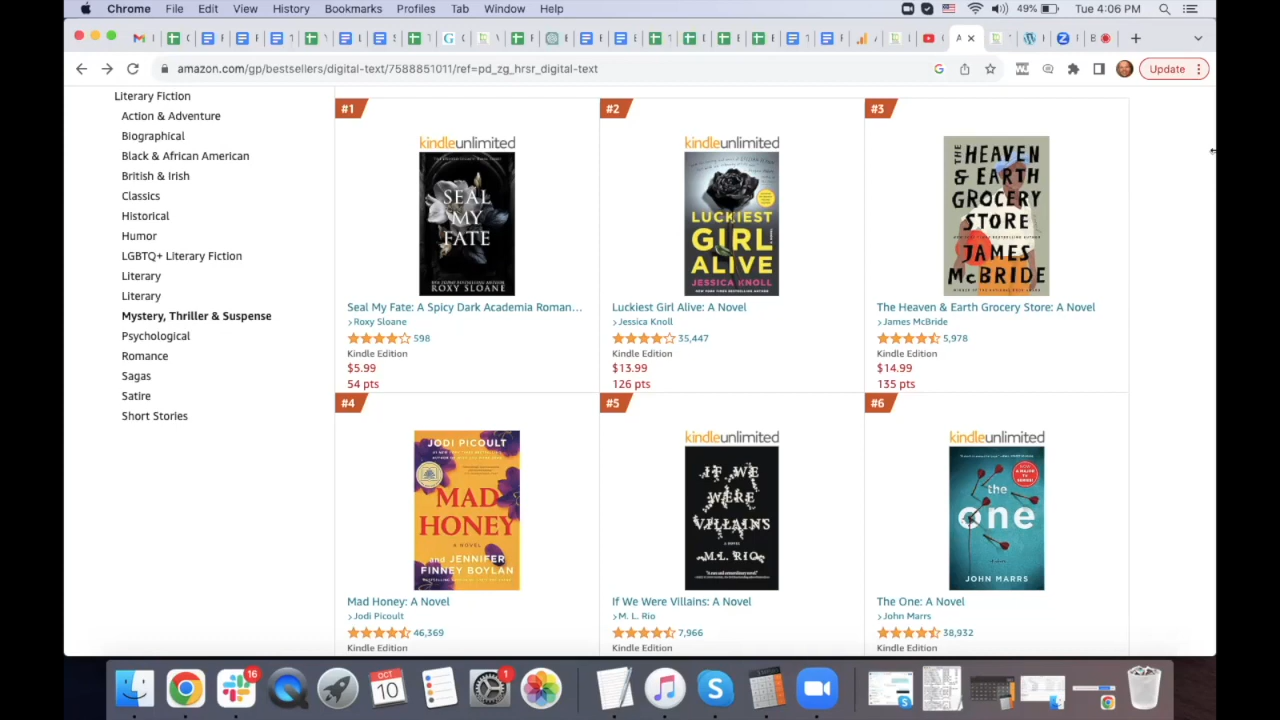 Chrome File Edit View History Bookmarks Profiles Tab Window Help 49% Tue 4:06 PM
amazon.com/gp/bestsellers/digital-text/7588851011/ref=pd_zg_hrsr_digital-text Update
Literary Fiction
Action & Adventure
Biographical
Black & African American
British & Irish
Classics
Historical
Humor
LGBTQ+ Literary Fiction
Literary
Literary
Mystery, Thriller & Suspense
Psychological
Romance
Sagas
Satire
Short Stories
#1
kindleunlimited
SEAL
MY
FATE
ROXY SLOANE
Seal My Fate: A Spicy Dark Academia Roman...
Roxy Sloane
598
Kindle Edition
$5.99
54 pts
#2
kindleunlimited
LUCKIEST
GIRL
ALIVE
JESSICA KNOLL
Luckiest Girl Alive: A Novel
Jessica Knoll
35,447
Kindle Edition
$13.99
126 pts
#3
THE HEAVEN
& EARTH
GROCERY
STORE
JAMES
McBRIDE
The Heaven & Earth Grocery Store: A Novel
James McBride
5,978
Kindle Edition
$14.99
135 pts
#4
JODI PICOULT
MAD
HONEY
A NOVEL
and JENNIFER
FINNEY BOYLAN
Mad Honey: A Novel
Jodi Picoult
46,369
Kindle Edition
#5
kindleunlimited
IF WE
WERE
VILLAINS
M.L. RIO
If We Were Villains: A Novel
M. L. Rio
7,966
Kindle Edition
#6
kindleunlimited
the
one
JOHN MARRS
The One: A Novel
John Marrs
38,932
Kindle Edition
16
OCT
10
1